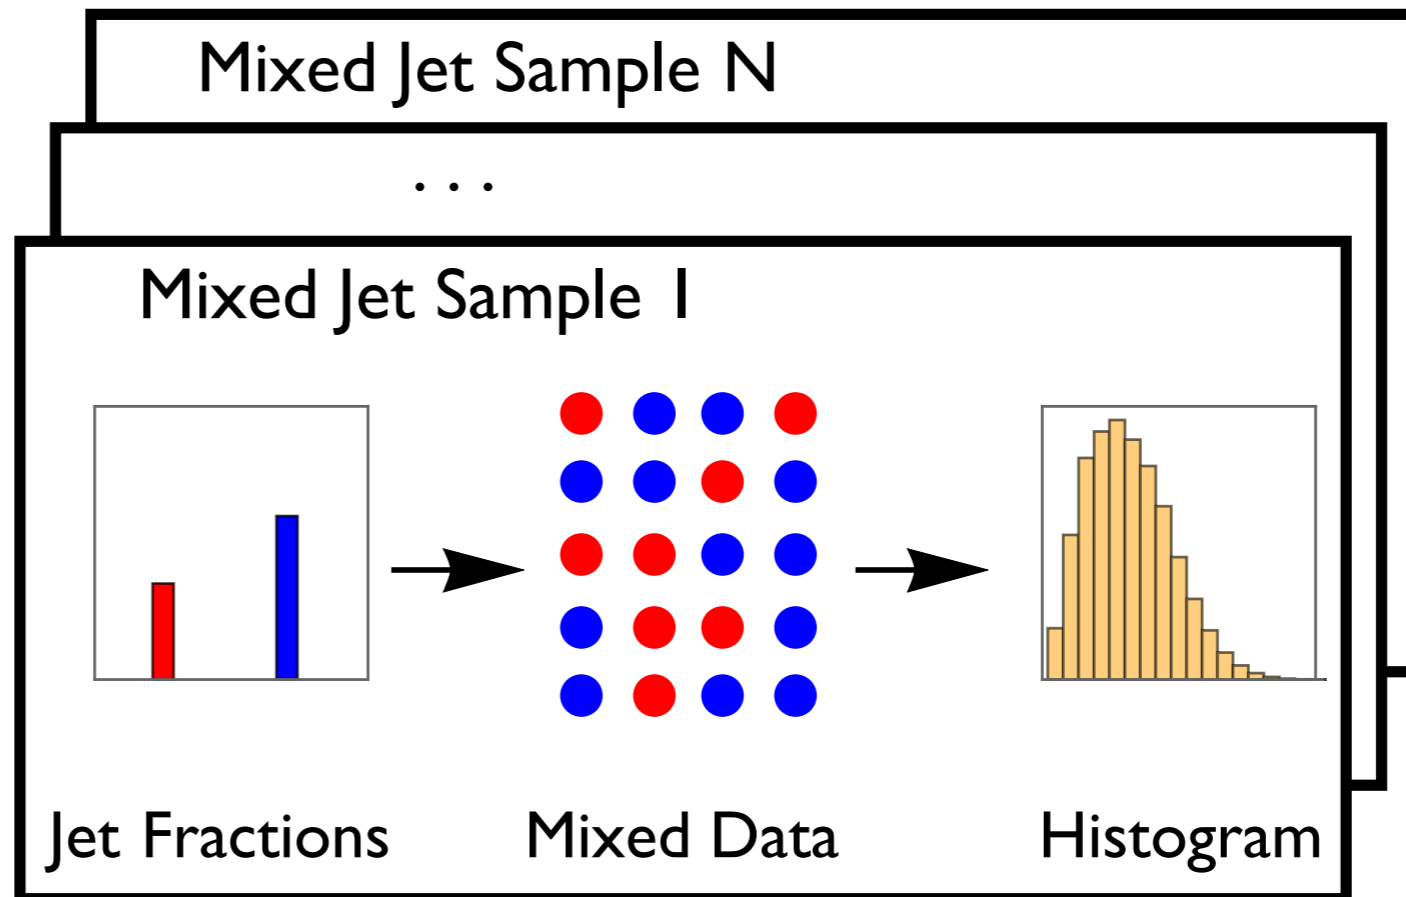 Mixed Jet Sample N
. . .
Mixed Jet Sample 1
Jet Fractions
Mixed Data
Histogram